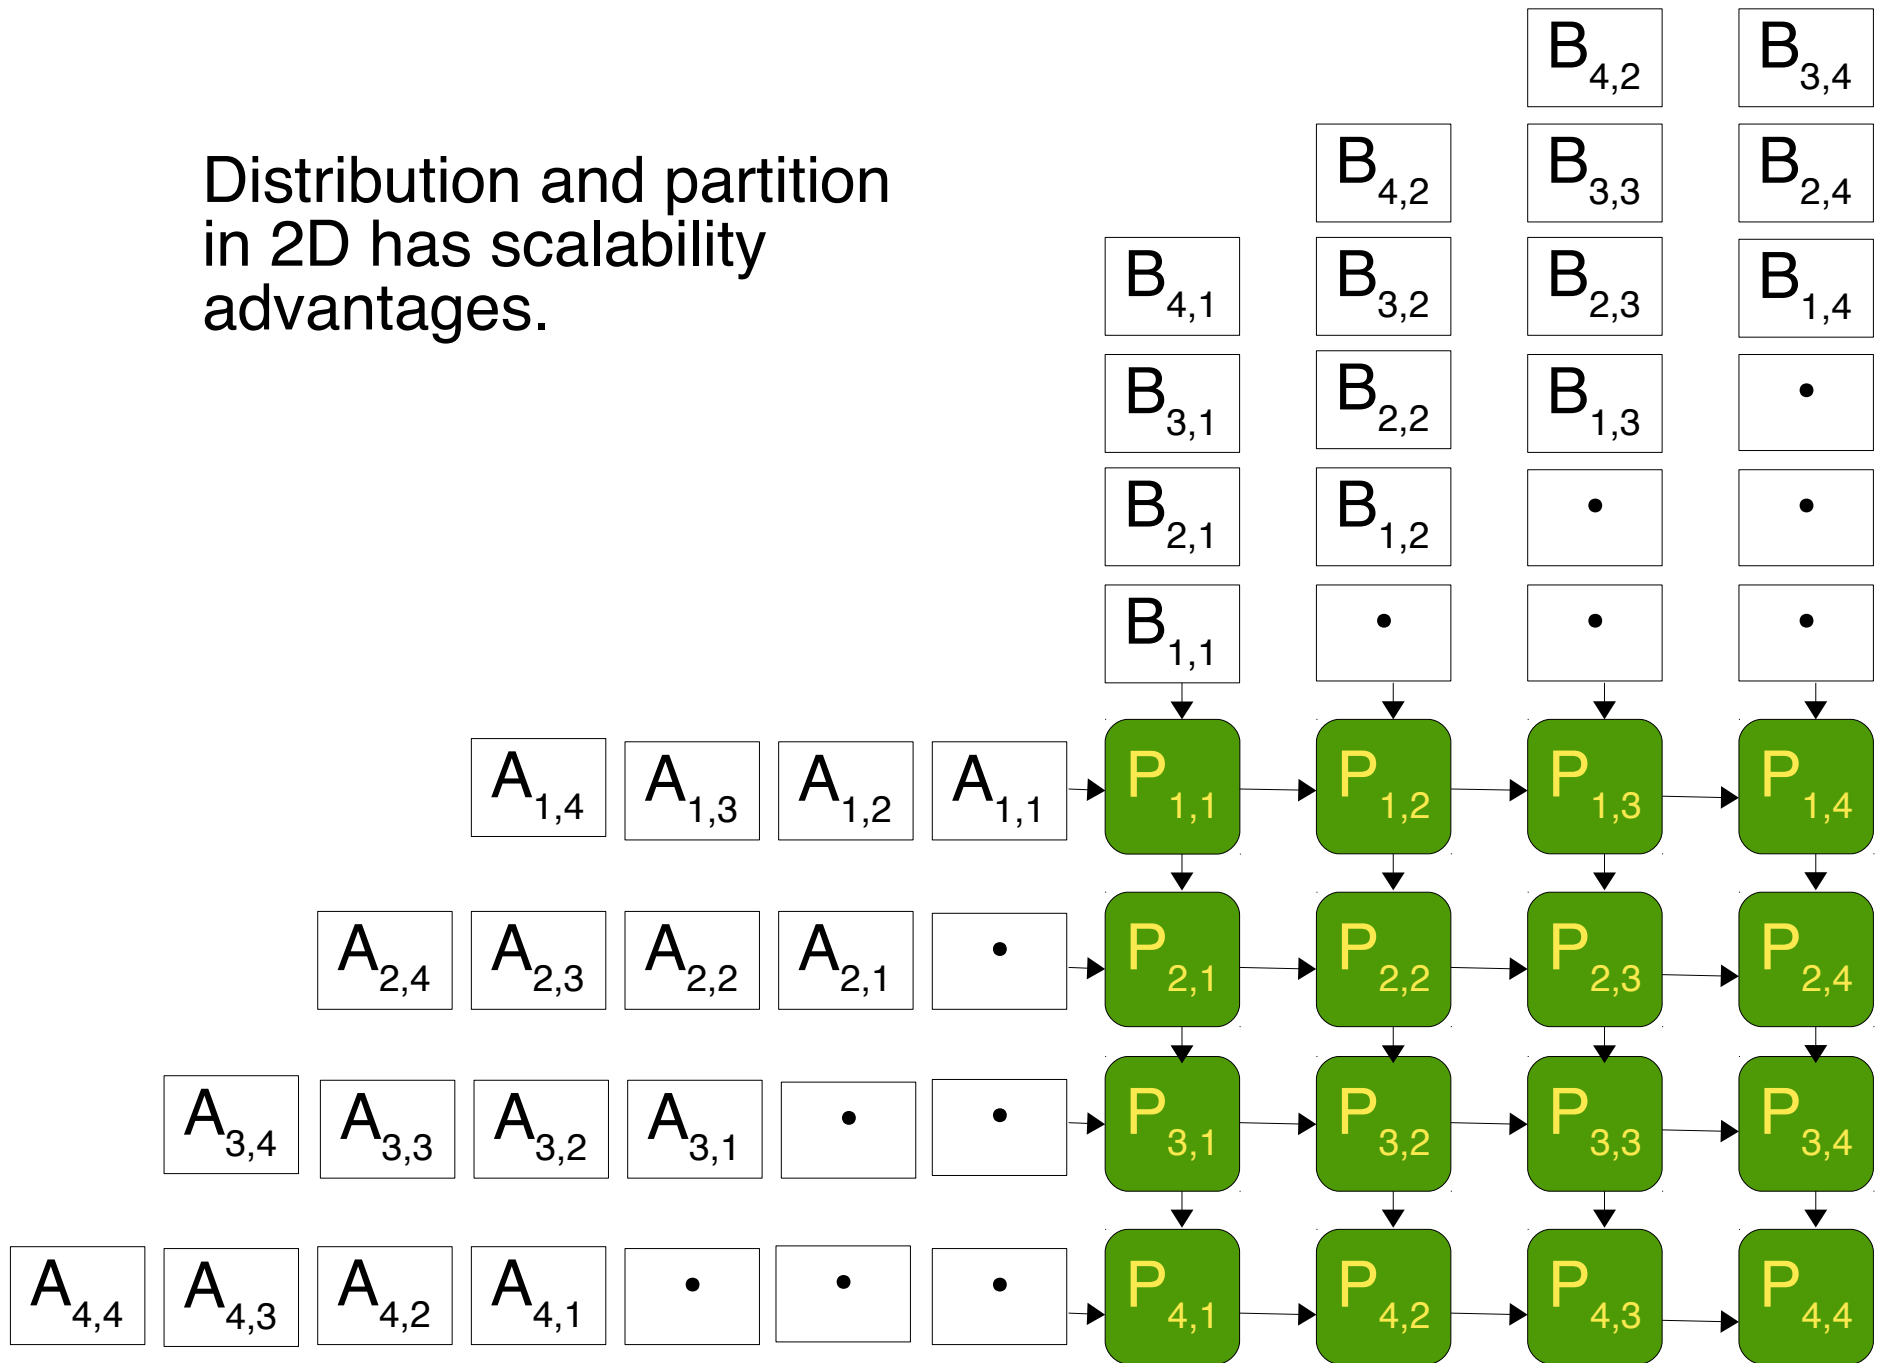 B4,2 B3,4
Distribution and partition
in 2D has scalability
advantages.
B4,2 B3,3 B2,4
B4,1 B3,2 B2,3 B1,4
B3,1 B2,2 B1,3 •
B2,1 B1,2 • •
B1,1 • • •
A1,4 A1,3 A1,2 A1,1 P1,1 P1,2 P1,3 P1,4
A2,4 A2,3 A2,2 A2,1 • P2,1 P2,2 P2,3 P2,4
A3,4 A3,3 A3,2 A3,1 • • P3,1 P3,2 P3,3 P3,4
A4,4 A4,3 A4,2 A4,1 • • • P4,1 P4,2 P4,3 P4,4